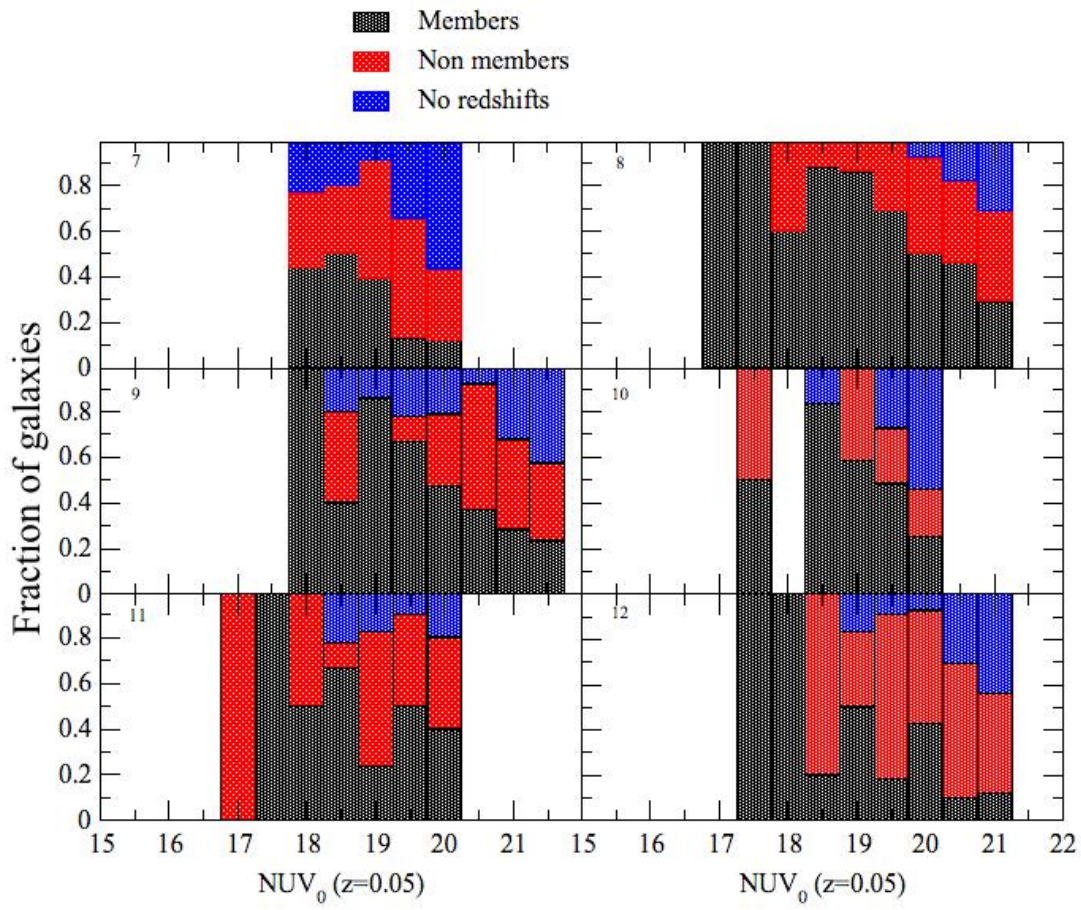 Members
Non members
No redshifts
Fraction of galaxies
7
0.8
0.6
0.4
0.2
0
8
9
0.8
0.6
0.4
0.2
0
10
11
0.8
0.6
0.4
0.2
0
12
15 16 17 18 19 20 21
15 16 17 18 19 20 21 22
NUV₀ (z=0.05)
NUV₀ (z=0.05)